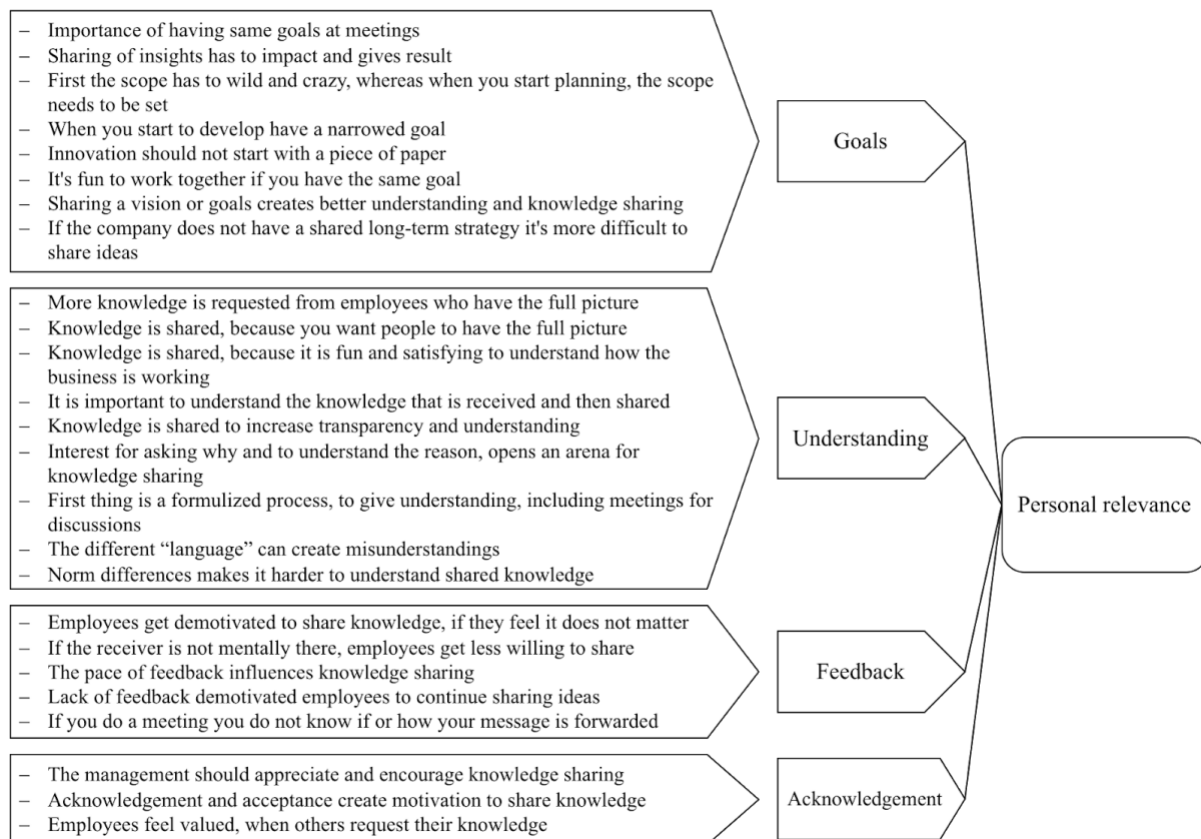 – Importance of having same goals at meetings
– Sharing of insights has to impact and gives result
– First the scope has to wild and crazy, whereas when you start planning, the scope
needs to be set
– When you start to develop have a narrowed goal
– Innovation should not start with a piece of paper
– It's fun to work together if you have the same goal
– Sharing a vision or goals creates better understanding and knowledge sharing
– If the company does not have a shared long-term strategy it's more difficult to
share ideas
Goals
– More knowledge is requested from employees who have the full picture
– Knowledge is shared, because you want people to have the full picture
– Knowledge is shared, because it is fun and satisfying to understand how the
business is working
– It is important to understand the knowledge that is received and then shared
– Knowledge is shared to increase transparency and understanding
– Interest for asking why and to understand the reason, opens an arena for
knowledge sharing
– First thing is a formulized process, to give understanding, including meetings for
discussions
– The different “language” can create misunderstandings
– Norm differences makes it harder to understand shared knowledge
Understanding
– Employees get demotivated to share knowledge, if they feel it does not matter
– If the receiver is not mentally there, employees get less willing to share
– The pace of feedback influences knowledge sharing
– Lack of feedback demotivated employees to continue sharing ideas
– If you do a meeting you do not know if or how your message is forwarded
Feedback
– The management should appreciate and encourage knowledge sharing
– Acknowledgement and acceptance create motivation to share knowledge
– Employees feel valued, when others request their knowledge
Acknowledgement
Personal relevance